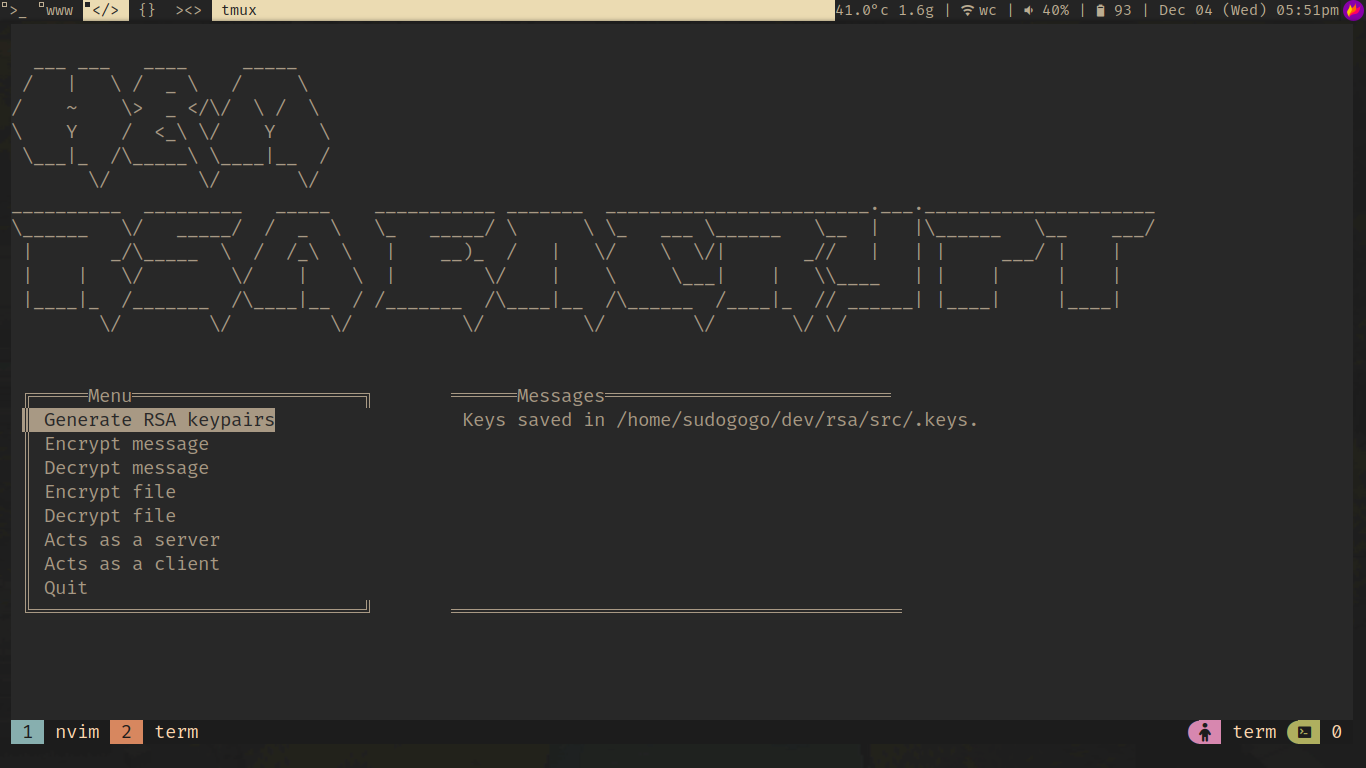 >_ www </> {} ><> tmux 41.0°c 1.6g | wc | 40% | 93 | Dec 04 (Wed) 05:51pm
H&A
RSA ENCRYPT
Menu
Generate RSA keypairs
Encrypt message
Decrypt message
Encrypt file
Decrypt file
Acts as a server
Acts as a client
Quit
Messages
Keys saved in /home/sudogogo/dev/rsa/src/.keys.
1 nvim 2 term term 0